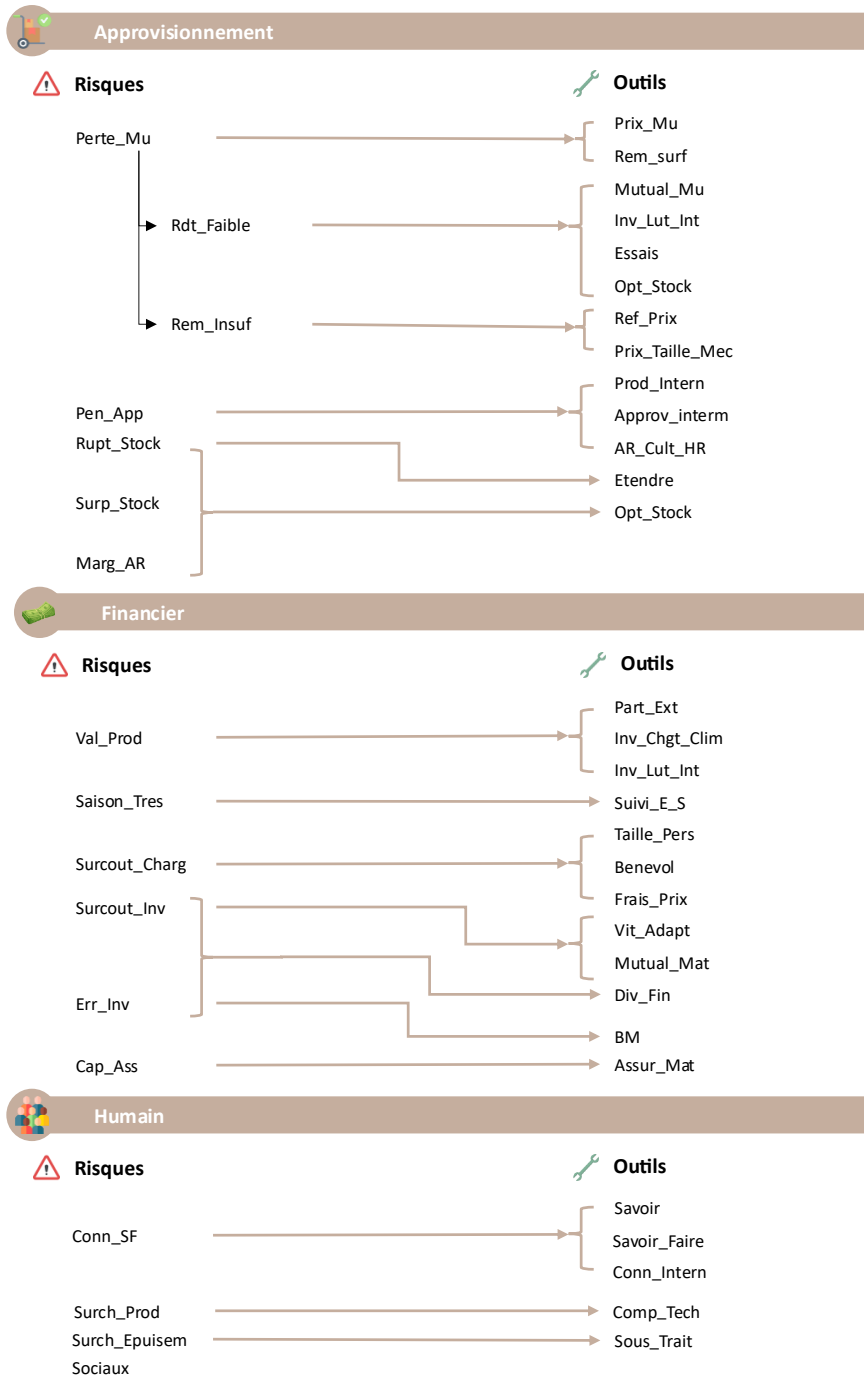 Approvisionnement
Risques
Outils
Prix_Mu
Perte_Mu
Rem_surf
Mutual_Mu
Rdt_Faible
Inv_Lut_Int
Essais
Opt_Stock
Rem_Insuf
Ref_Prix
Prix_Taille_Mec
Prod_Intern
Pen_App
Approv_interm
Rupt_Stock
AR_Cult_HR
Etendre
Surp_Stock
Opt_Stock
Marg_AR
Financier
Risques
Outils
Part_Ext
Val_Prod
Inv_Chgt_Clim
Inv_Lut_Int
Saison_Tres
Suivi_E_S
Taille_Pers
Surcout_Charg
Benevol
Frais_Prix
Surcout_Inv
Vit_Adapt
Mutual_Mat
Div_Fin
Err_Inv
BM
Cap_Ass
Assur_Mat
Humain
Risques
Outils
Savoir
Conn_SF
Savoir_Faire
Conn_Intern
Surch_Prod
Comp_Tech
Surch_Epuisem
Sous_Trait
Sociaux